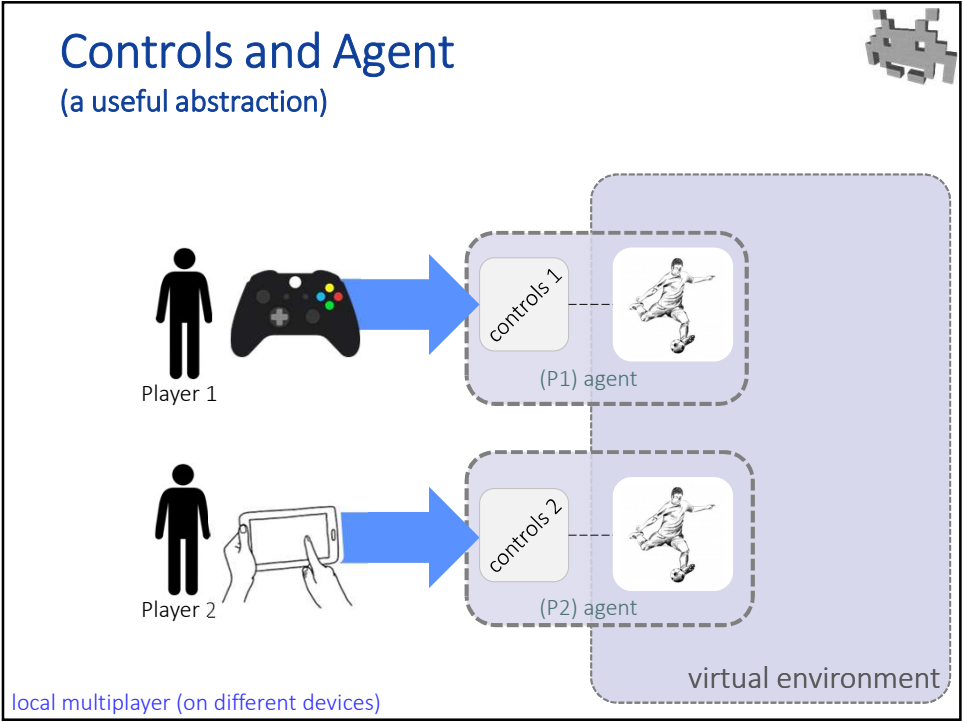 Controls and Agent
(a useful abstraction)
controls 1
(P1) agent
Player 1
controls 2
(P2) agent
Player 2
virtual environment
local multiplayer (on different devices)